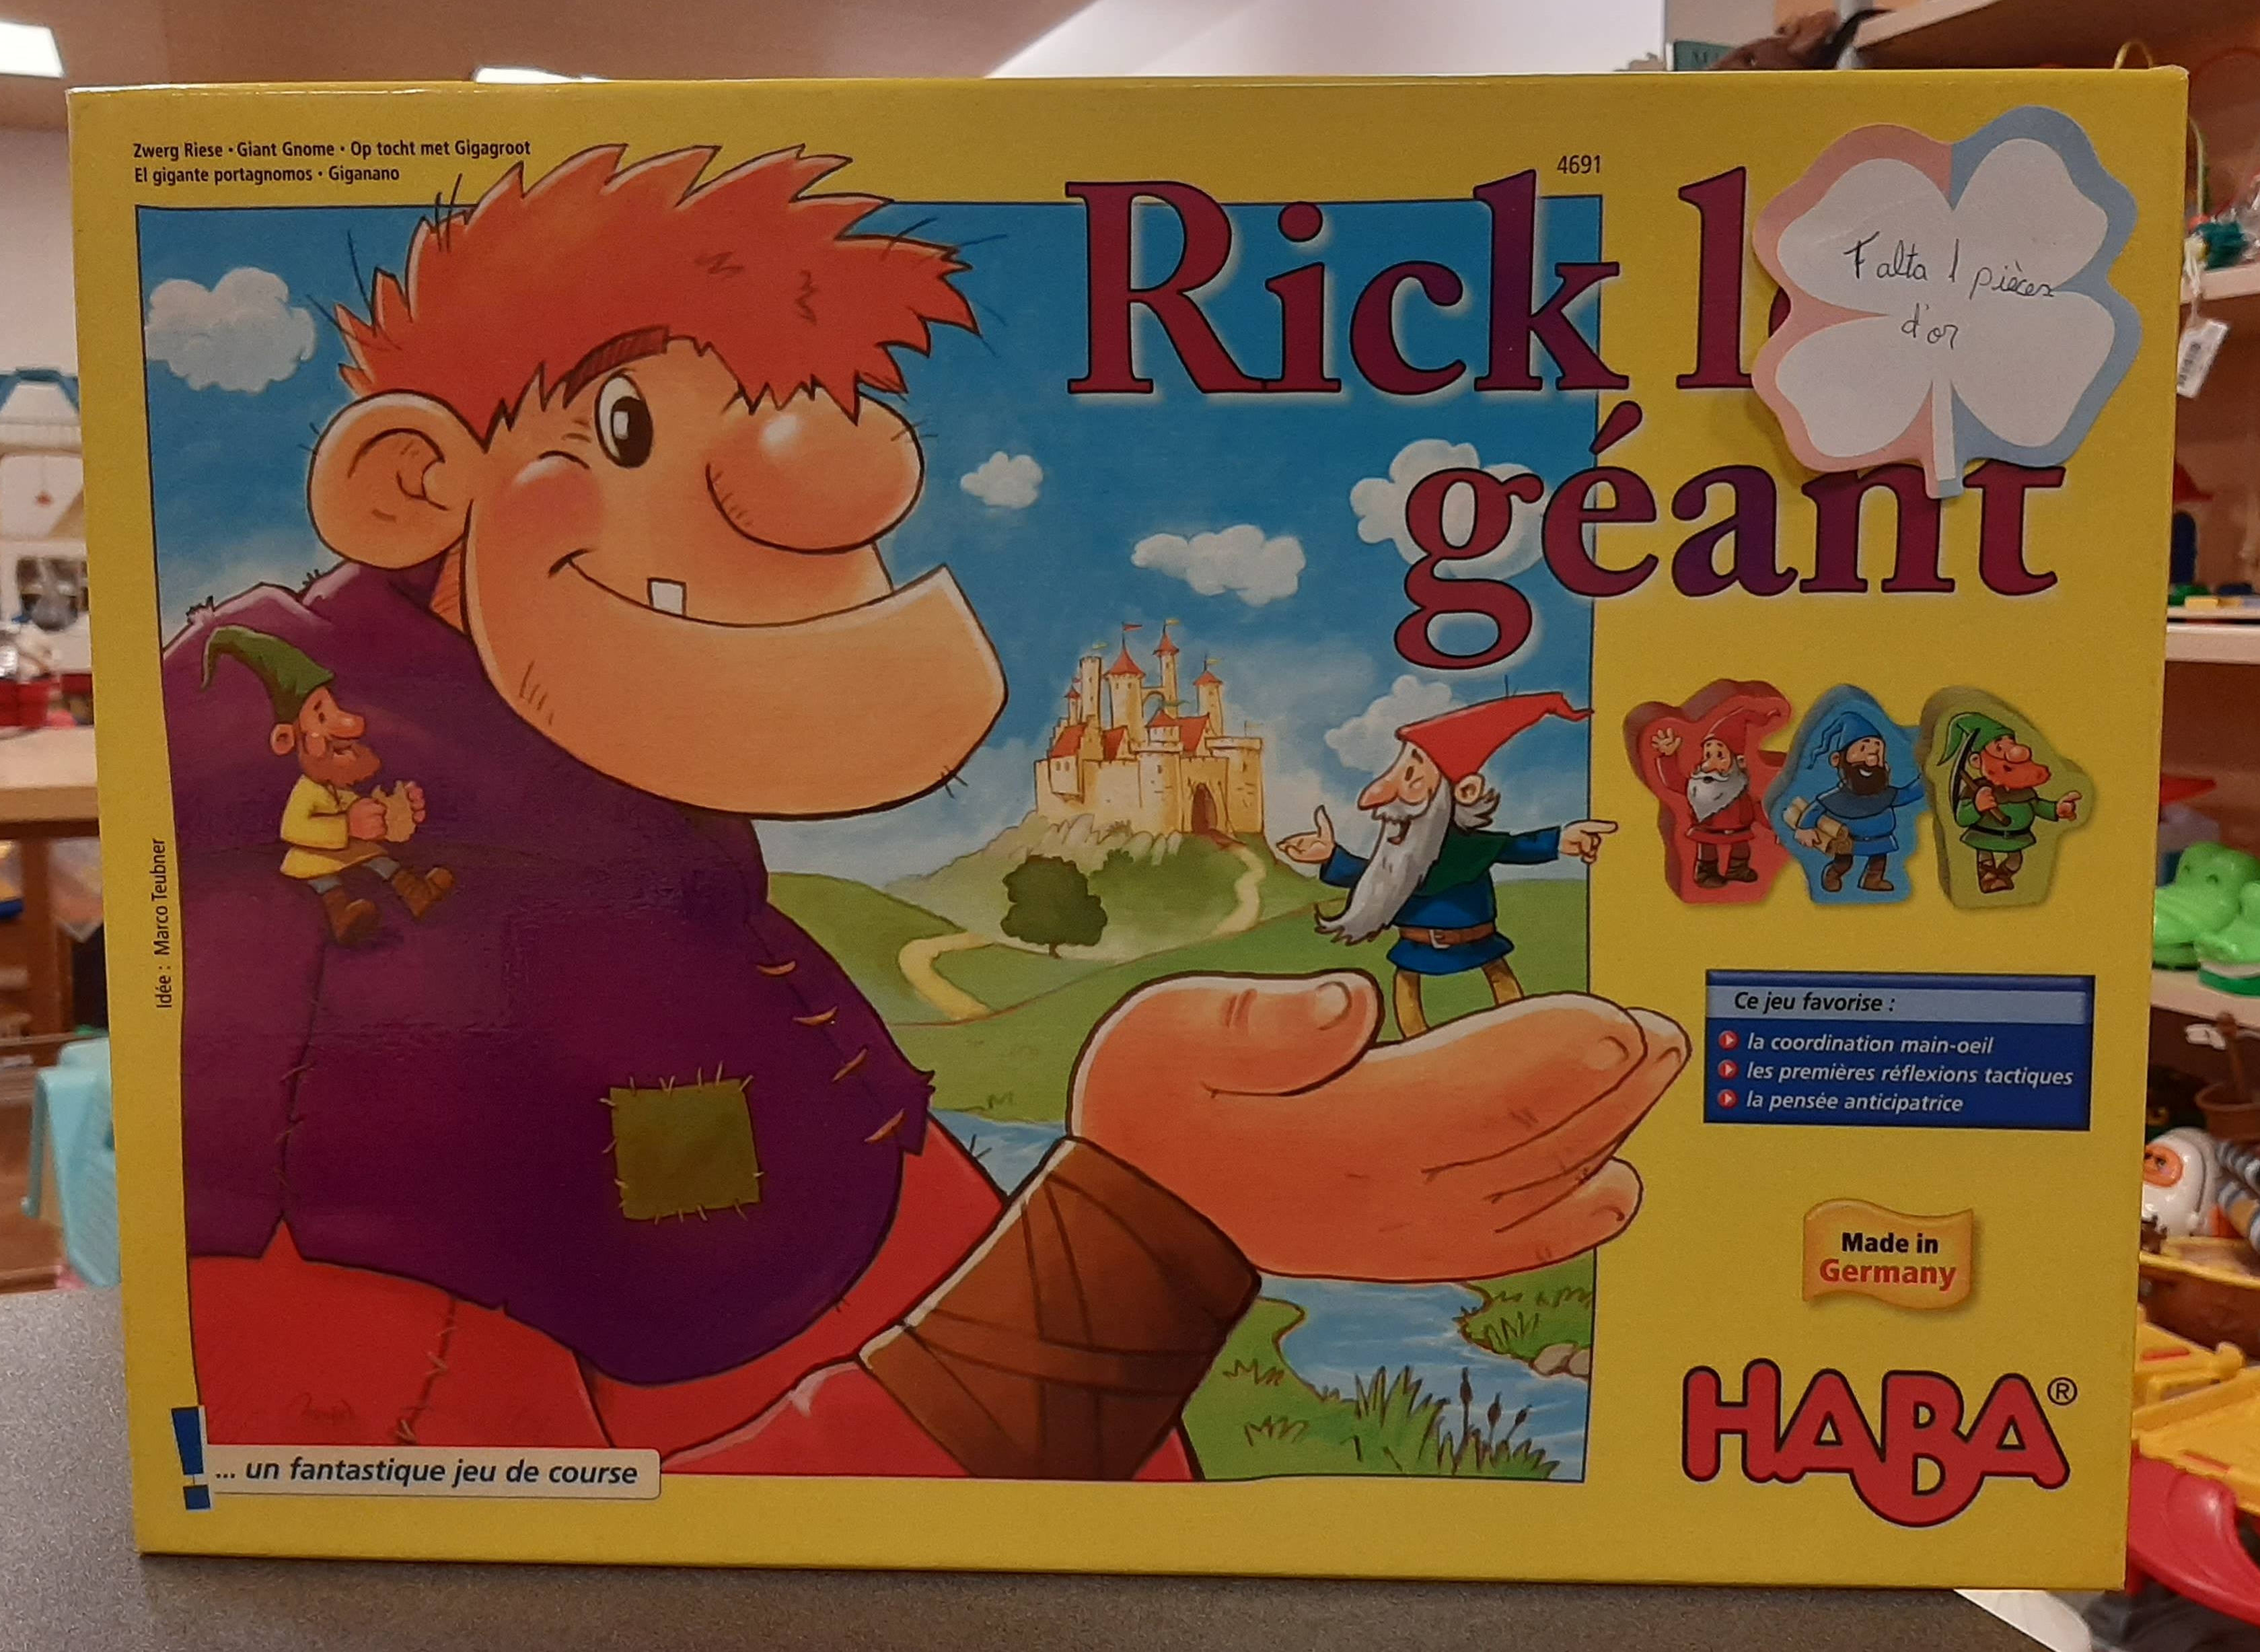 Zwerg Riese • Giant Gnome • Op tocht met Gigagroot
El gigante portagnomos • Giganano
4691
Rick l
géant
Falta 1 pièces
d'or
Idée : Marco Teubner
Ce jeu favorise :
la coordination main-oeil
les premières réflexions tactiques
la pensée anticipatrice
Made in
Germany
HABA®
... un fantastique jeu de course